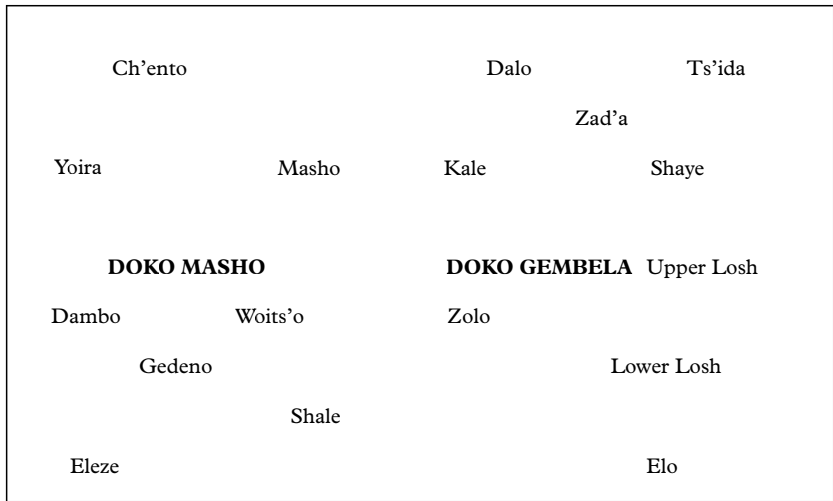 Ch’ento Dalo Ts’ida
Zad’a
Yoira Masho Kale Shaye
DOKO MASHO DOKO GEMBELA Upper Losh
Dambo Woits’o Zolo
Gedeno Lower Losh
Shale
Eleze Elo